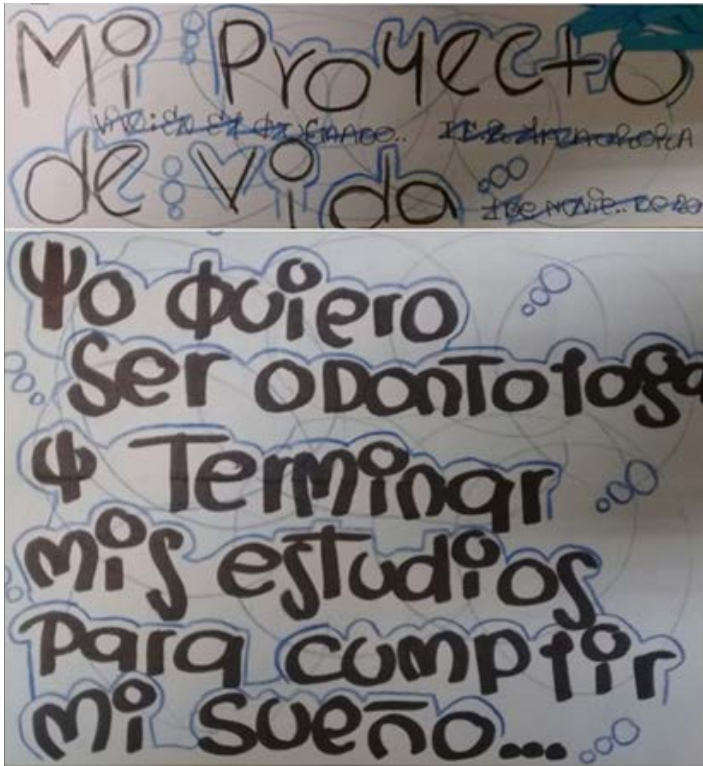 Mi Proyecto
de vida
Yo Quiero
Ser ODONTOloga
Y Terminar
mis estudios
Para cumplir
mi sueño...